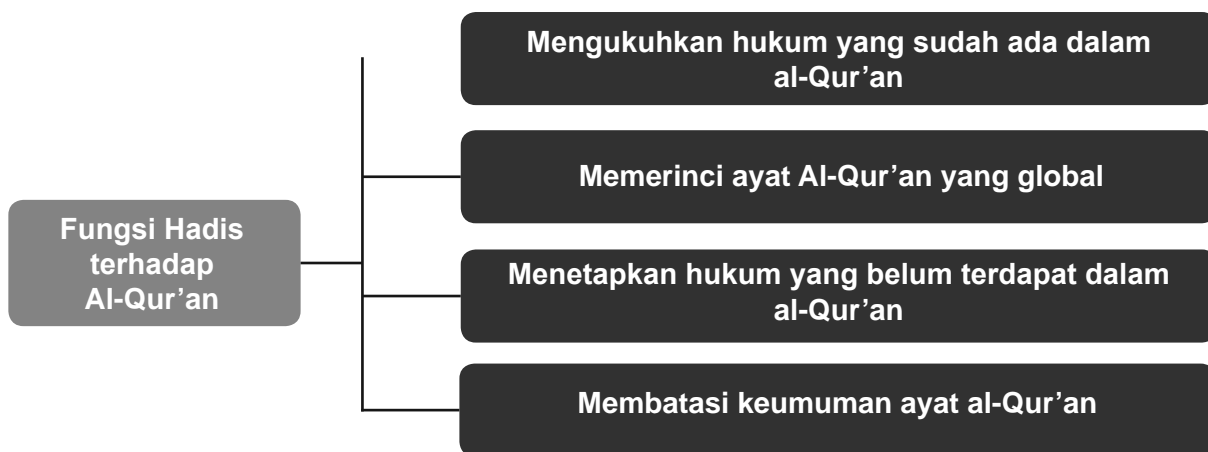 Mengukuhkan hukum yang sudah ada dalam
al-Qur’an
Memerinci ayat Al-Qur’an yang global
Fungsi Hadis
terhadap
Al-Qur’an
Menetapkan hukum yang belum terdapat dalam
al-Qur’an
Membatasi keumuman ayat al-Qur’an